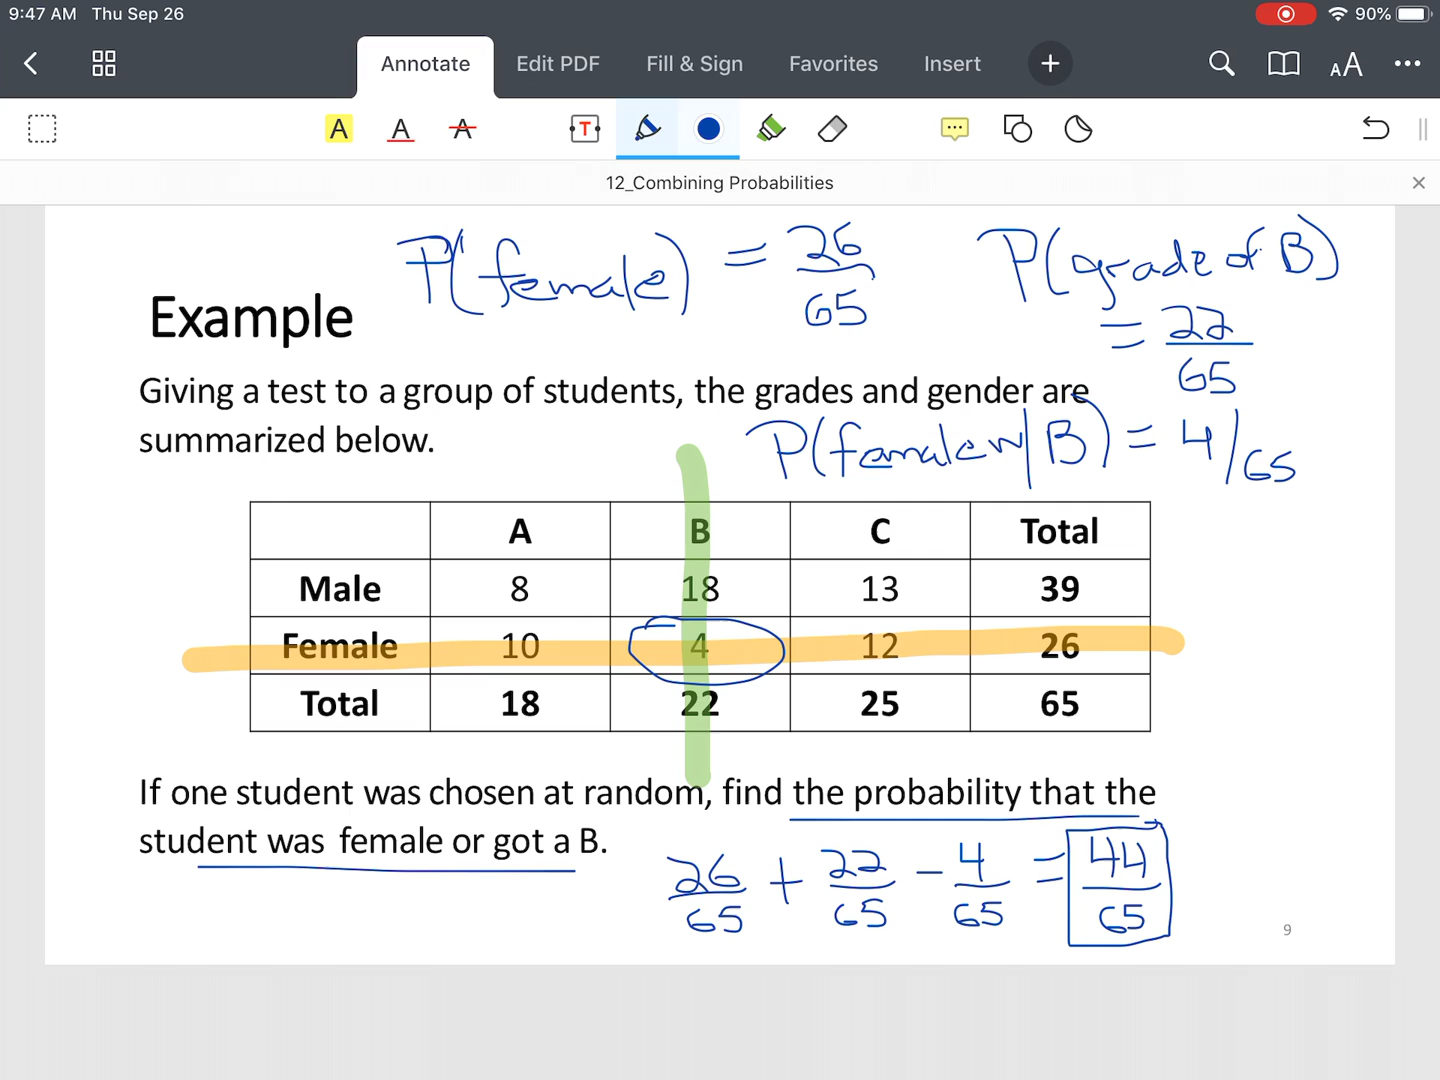 9:47 AM Thu Sep 26 90%
Annotate Edit PDF Fill & Sign Favorites Insert
A A A T
12_Combining Probabilities
P(female) = 26/65
P(grade of B)
= 22/65
Example
Giving a test to a group of students, the grades and gender are
summarized below.
P(female w/ B) = 4/65
A B C Total
Male 8 18 13 39
Female 10 4 12 26
Total 18 22 25 65
If one student was chosen at random, find the probability that the
student was female or got a B.
26/65 + 22/65 - 4/65 = 44/65
9